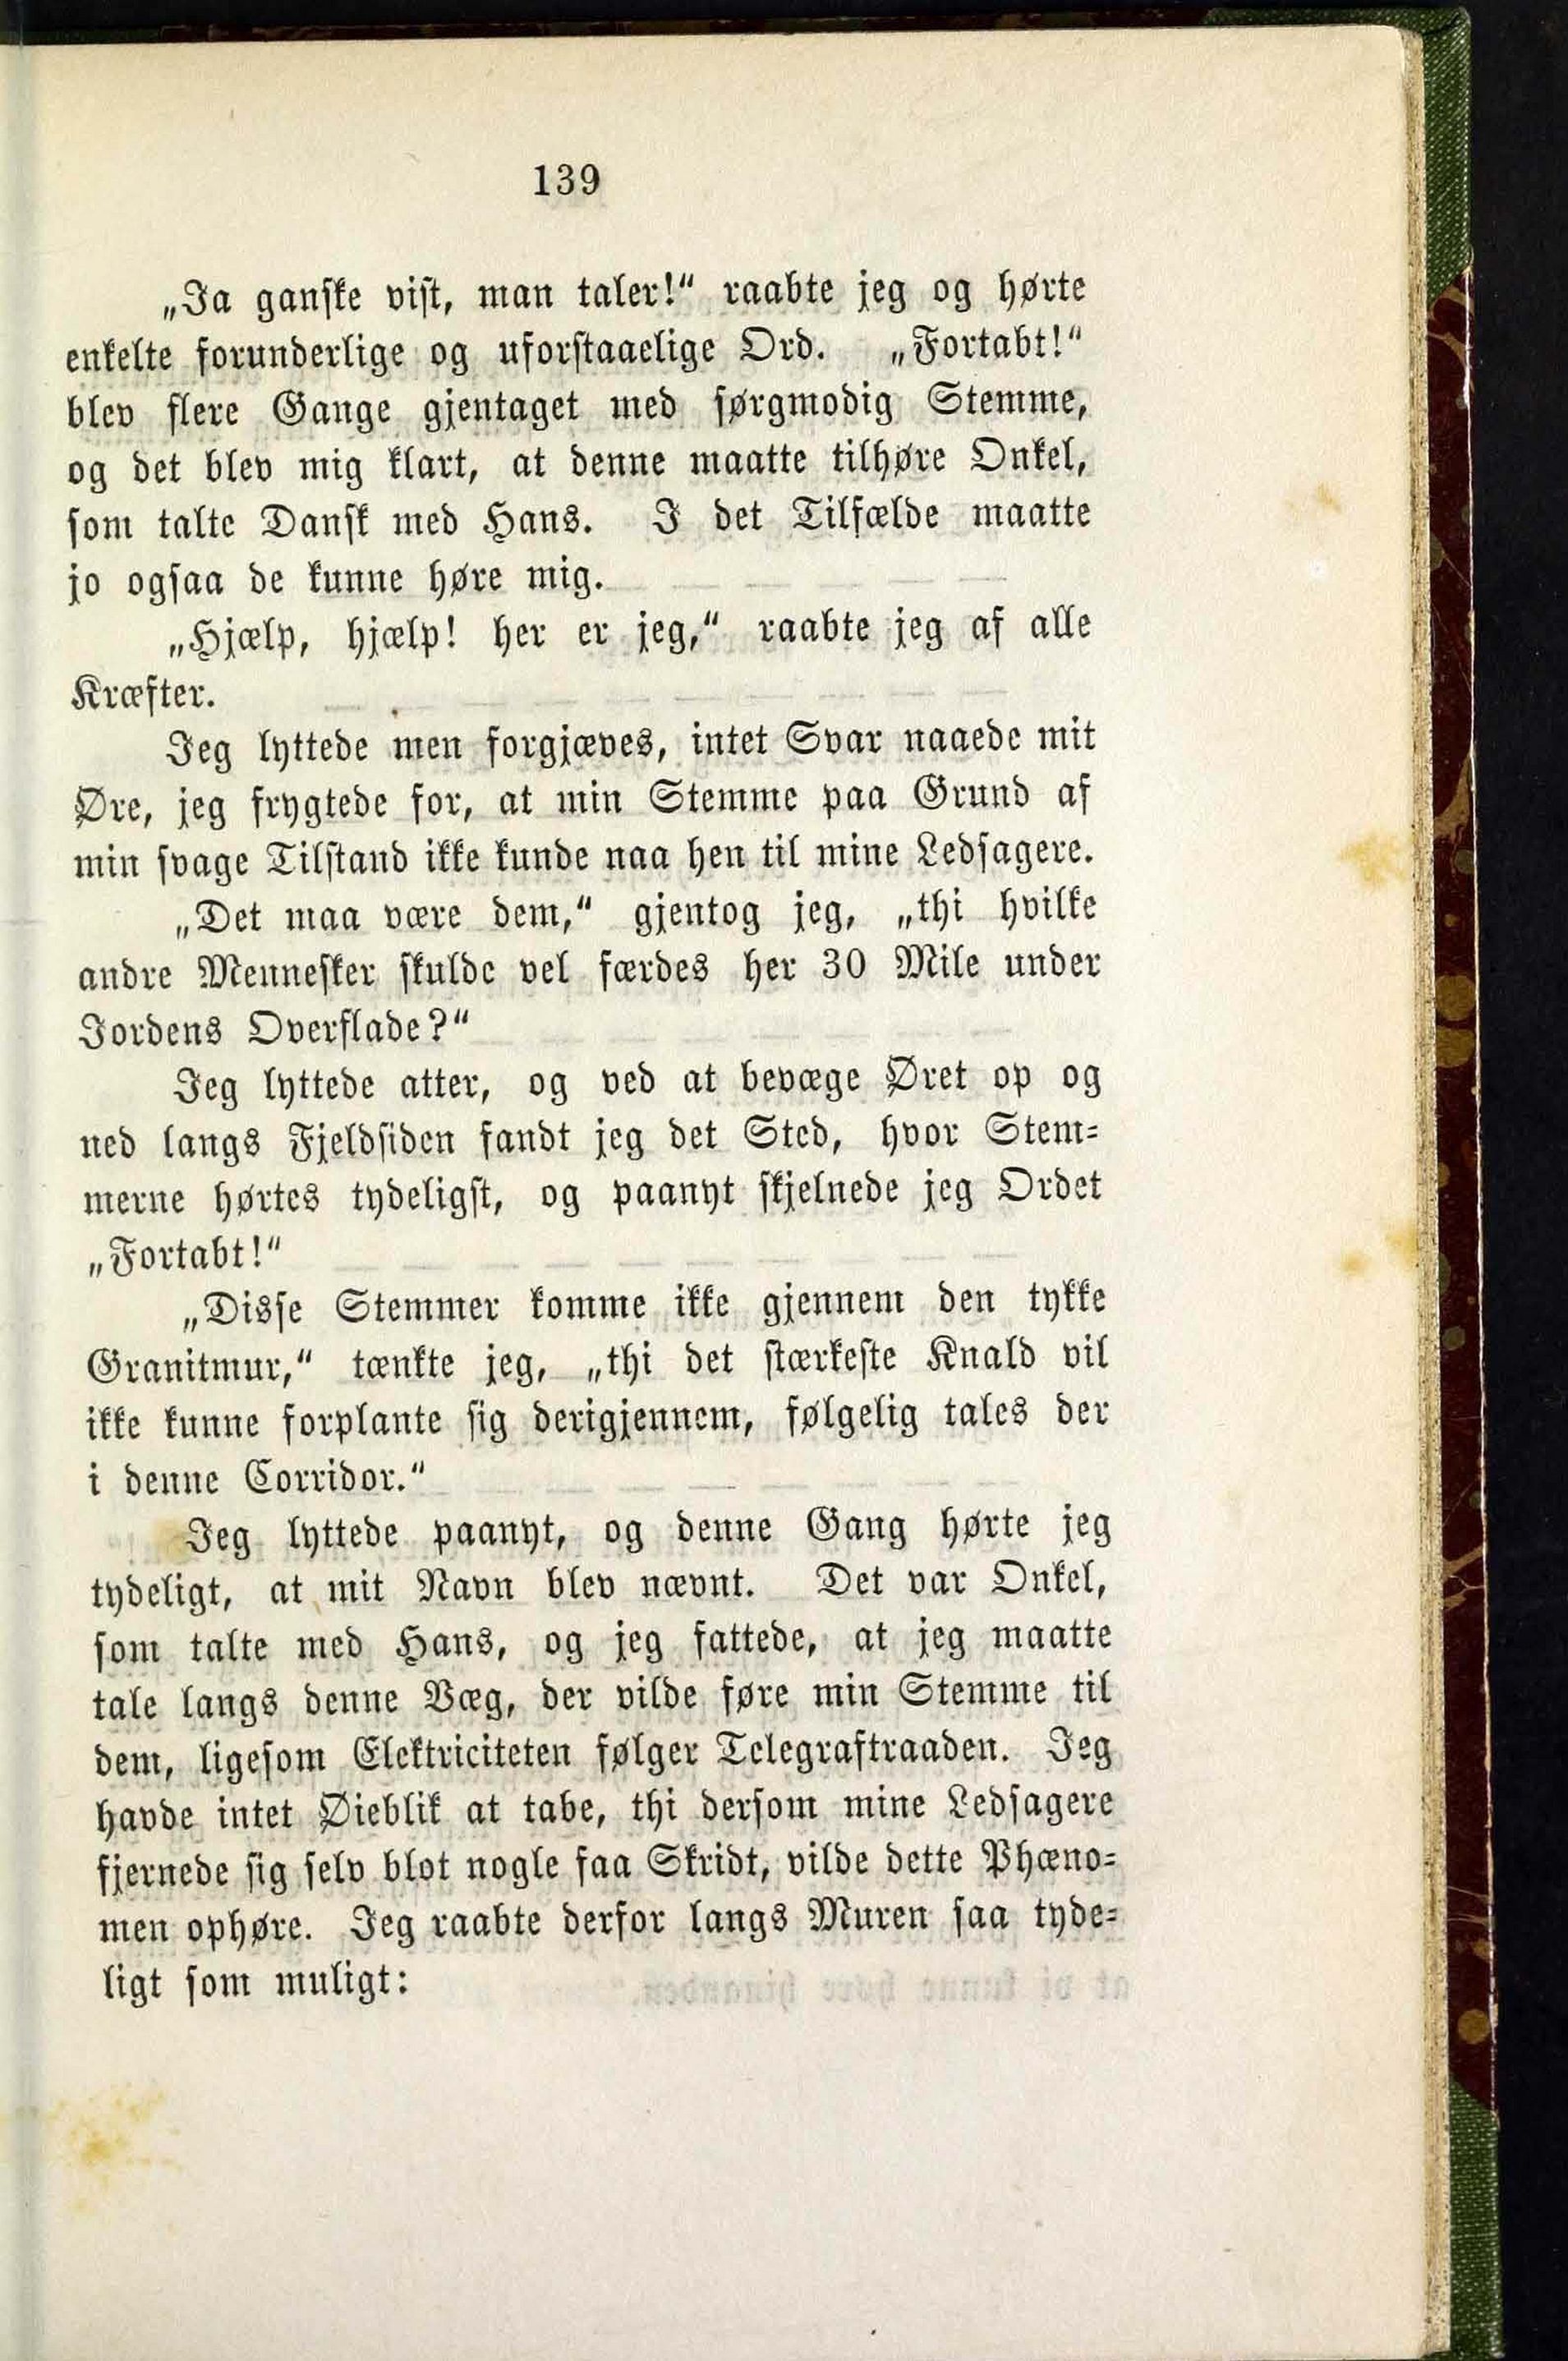 139
„Ja ganske vist, man taler!“ raabte jeg og hørte
enkelte forunderlige og uforstaaelige Ord. „Fortabt!“
blev flere Gange gjentaget med sørgmodig Stemme,
og det blev mig klart, at denne maatte tilhøre Onkel,
som talte Dansk med Hans. I det Tilfælde maatte
jo ogsaa de kunne høre mig.
„Hjælp, hjælp! her er jeg,“ raabte jeg af alle
Kræfter.
Jeg lyttede men forgjæves, intet Svar naaede mit
Øre, jeg frygtede for, at min Stemme paa Grund af
min svage Tilstand ikke kunde naa hen til mine Ledsagere.
„Det maa være dem,“ gjentog jeg, „thi hvilke
andre Mennesker skulde vel færdes her 30 Mile under
Jordens Overflade?“
Jeg lyttede atter, og ved at bevæge Øret op og
ned langs Fjeldsiden fandt jeg det Sted, hvor Stem=
merne hørtes tydeligst, og paanyt skjelnede jeg Ordet
„Fortabt!“
„Disse Stemmer komme ikke gjennem den tykke
Granitmur,“ tænkte jeg, „thi det stærkeste Knald vil
ikke kunne forplante sig derigjennem, følgelig tales der
i denne Corridor.“
Jeg lyttede paanyt, og denne Gang hørte jeg
tydeligt, at mit Navn blev nævnt. Det var Onkel,
som talte med Hans, og jeg fattede, at jeg maatte
tale langs denne Væg, der vilde føre min Stemme til
dem, ligesom Elektriciteten følger Telegraftraaden. Jeg
havde intet Øieblik at tabe, thi dersom mine Ledsagere
fjernede sig selv blot nogle faa Skridt, vilde dette Phæno=
men ophøre. Jeg raabte derfor langs Muren saa tyde=
ligt som muligt: